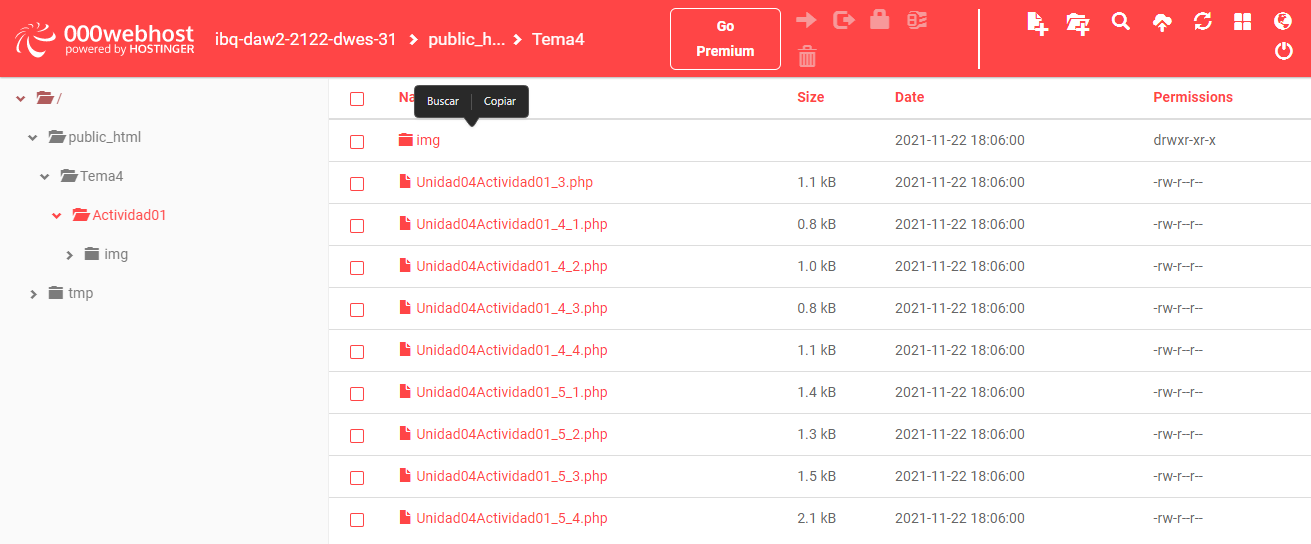 000webhost
powered by HOSTINGER
ibq-daw2-2122-dwes-31 > public_h... > Tema4
Go
Premium
/
public_html
Tema4
Actividad01
img
tmp
Na Size Date Permissions
Buscar Copiar
img 2021-11-22 18:06:00 drwxr-xr-x
Unidad04Actividad01_3.php 1.1 kB 2021-11-22 18:06:00 -rw-r--r--
Unidad04Actividad01_4_1.php 0.8 kB 2021-11-22 18:06:00 -rw-r--r--
Unidad04Actividad01_4_2.php 1.0 kB 2021-11-22 18:06:00 -rw-r--r--
Unidad04Actividad01_4_3.php 0.8 kB 2021-11-22 18:06:00 -rw-r--r--
Unidad04Actividad01_4_4.php 1.1 kB 2021-11-22 18:06:00 -rw-r--r--
Unidad04Actividad01_5_1.php 1.4 kB 2021-11-22 18:06:00 -rw-r--r--
Unidad04Actividad01_5_2.php 1.3 kB 2021-11-22 18:06:00 -rw-r--r--
Unidad04Actividad01_5_3.php 1.5 kB 2021-11-22 18:06:00 -rw-r--r--
Unidad04Actividad01_5_4.php 2.1 kB 2021-11-22 18:06:00 -rw-r--r--